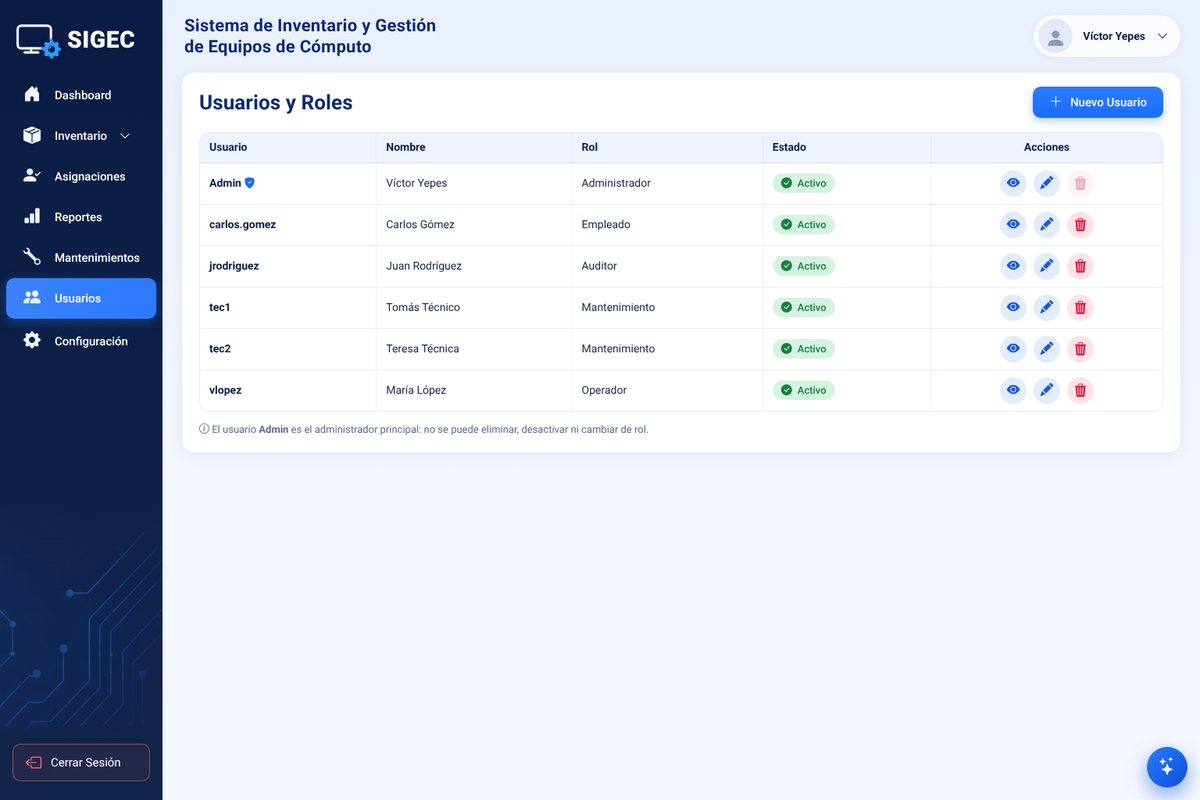 SIGEC
Dashboard
Inventario
Asignaciones
Reportes
Mantenimientos
Usuarios
Configuración
Cerrar Sesión
Sistema de Inventario y Gestión
de Equipos de Cómputo
Víctor Yepes
Usuarios y Roles
Nuevo Usuario
Usuario Nombre Rol Estado Acciones
Admin Víctor Yepes Administrador Activo
carlos.gomez Carlos Gómez Empleado Activo
jrodriguez Juan Rodríguez Auditor Activo
tec1 Tomás Técnico Mantenimiento Activo
tec2 Teresa Técnica Mantenimiento Activo
vlopez María López Operador Activo
El usuario Admin es el administrador principal: no se puede eliminar, desactivar ni cambiar de rol.